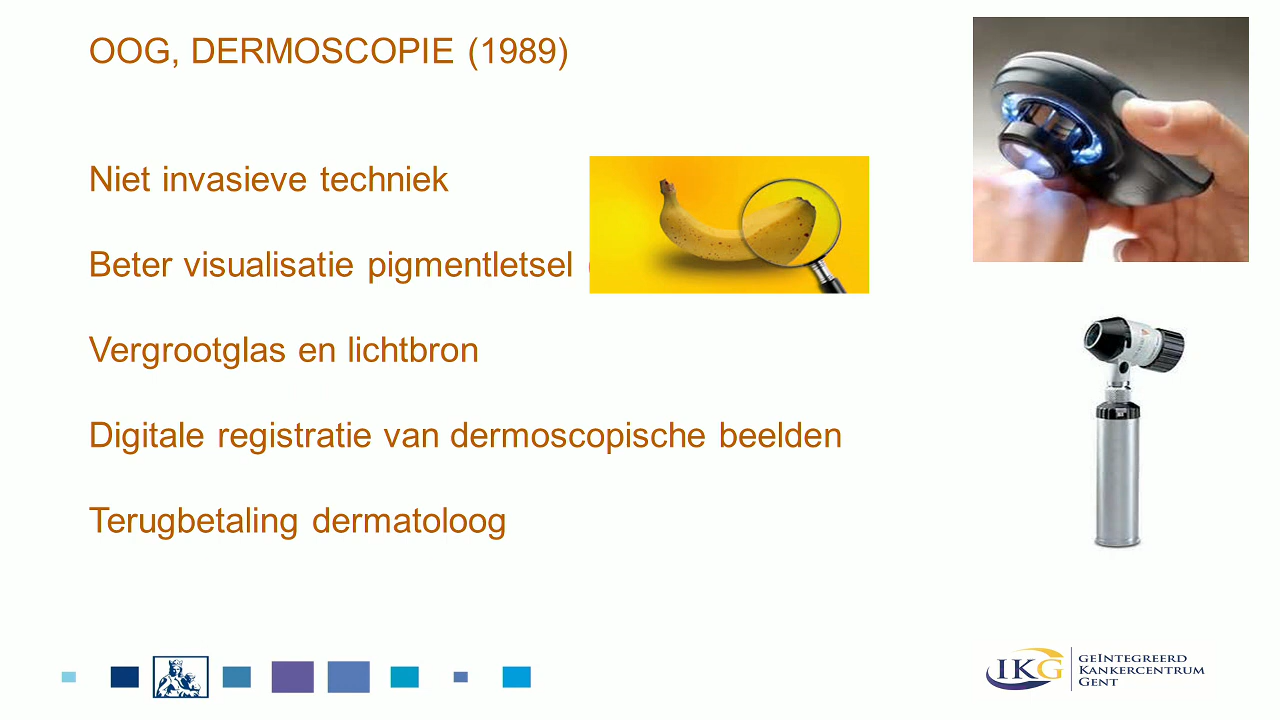 OOG, DERMOSCOPIE (1989)
Niet invasieve techniek
Beter visualisatie pigmentletsel
Vergrootglas en lichtbron
Digitale registratie van dermoscopische beelden
Terugbetaling dermatoloog
IKG
GEÏNTEGREERD
KANKERCENTRUM
GENT